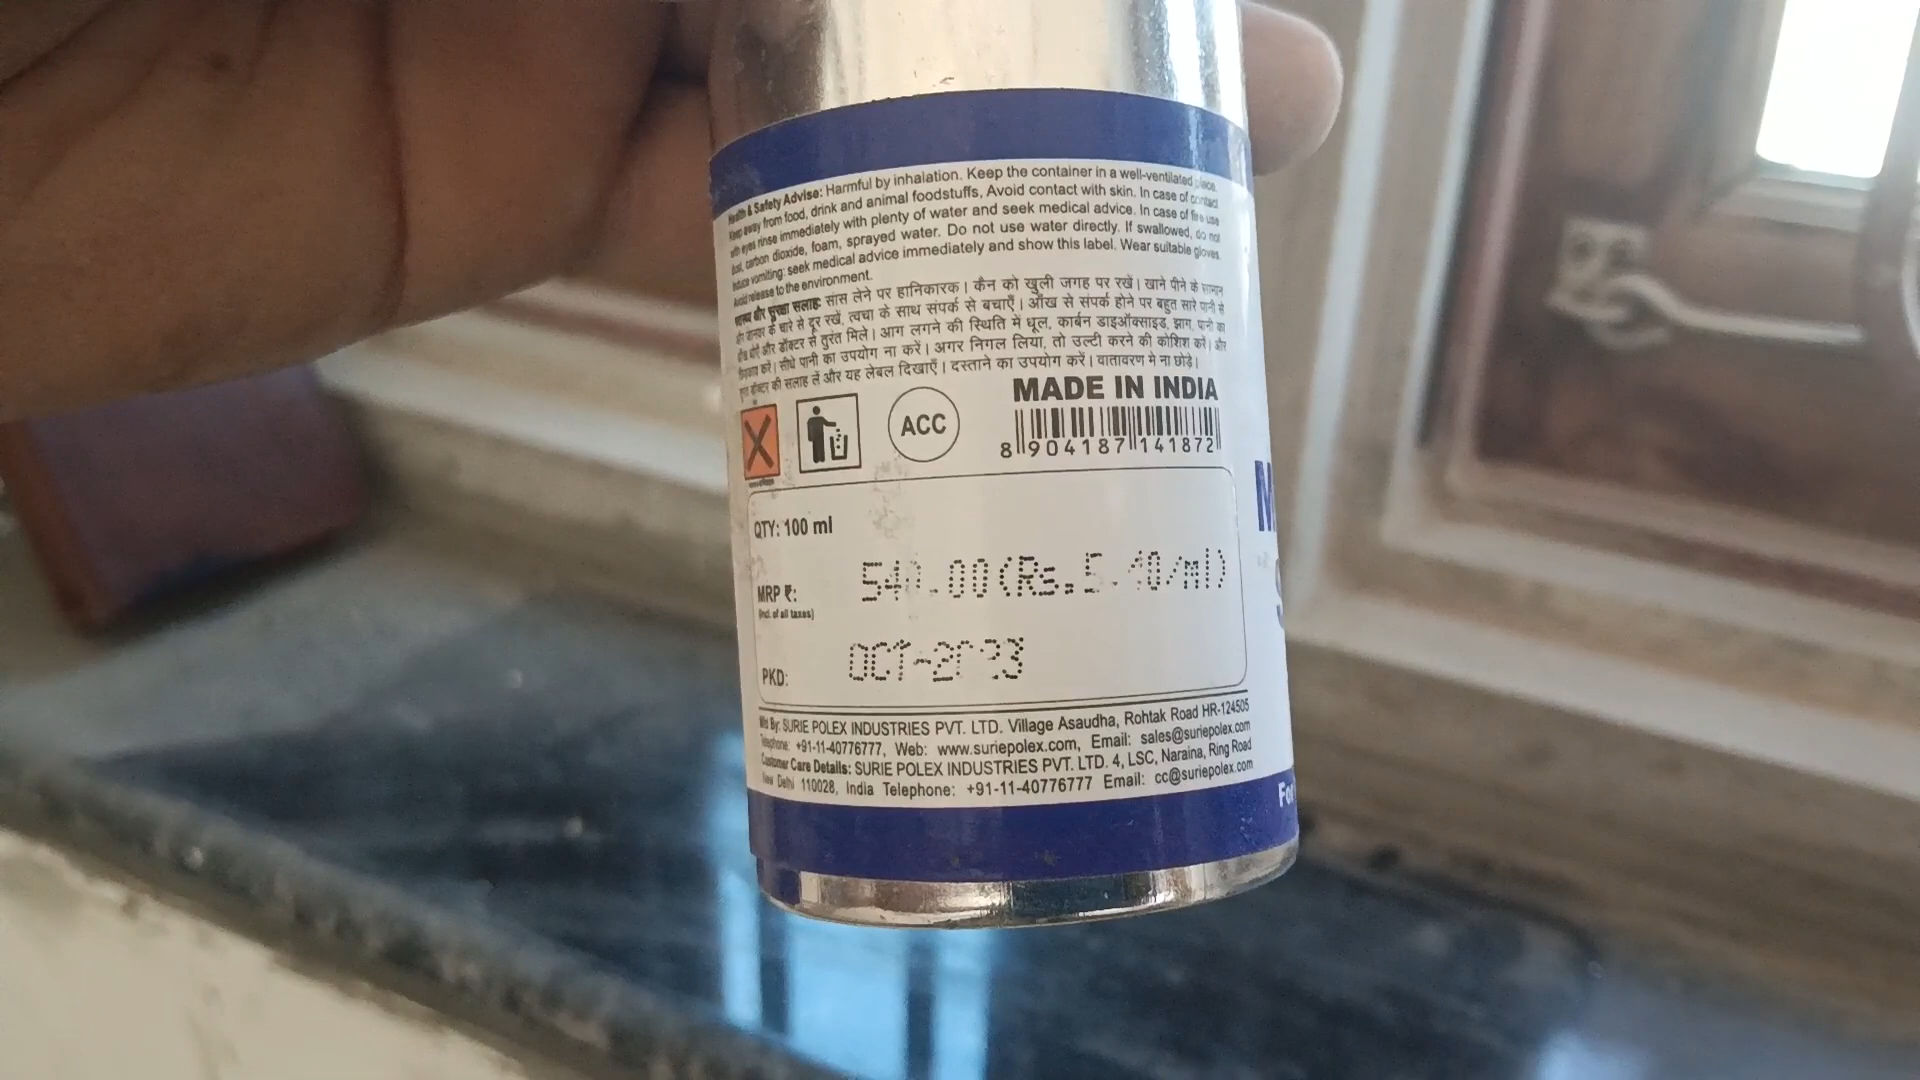 Health & Safety Advise: Harmful by inhalation. Keep the container in a well-ventilated place.
Keep away from food, drink and animal foodstuffs, Avoid contact with skin. In case of contact
with eyes rinse immediately with plenty of water and seek medical advice. In case of fire use
dust, carbon dioxide, foam, sprayed water. Do not use water directly. If swallowed, do not
induce vomiting: seek medical advice immediately and show this label. Wear suitable gloves.
Avoid release to the environment.
स्वास्थ्य और सुरक्षा सलाह: सांस लेने पर हानिकारक। कैन को खुली जगह पर रखें। खाने पीने के सामान
और जानवर के चारे से दूर रखें, त्वचा के साथ संपर्क से बचाएँ। आँख से संपर्क होने पर बहुत सारे पानी से
आँख धोएँ और डॉक्टर से तुरंत मिले। आग लगने की स्थिति में धूल, कार्बन डाइऑक्साइड, झाग, पानी का
छिड़काव करें। सीधे पानी का उपयोग ना करें। अगर निगल लिया, तो उल्टी करने की कोशिश करें। और
तुरंत डॉक्टर की सलाह लें और यह लेबल दिखाएँ। दस्ताने का उपयोग करें। वातावरण मे ना छोड़े।
MADE IN INDIA
ACC
8 904187 141872
QTY: 100 ml
MRP ₹: 540.00(Rs.5.40/ml)
(incl. of all taxes)
PKD: OCT-2023
Mfd By: SURIE POLEX INDUSTRIES PVT. LTD. Village Asaudha, Rohtak Road HR-124505
Telephone: +91-11-40776777, Web: www.suriepolex.com, Email: sales@suriepolex.com
Customer Care Details: SURIE POLEX INDUSTRIES PVT. LTD. 4, LSC, Naraina, Ring Road
New Delhi 110028, India Telephone: +91-11-40776777 Email: cc@suriepolex.com